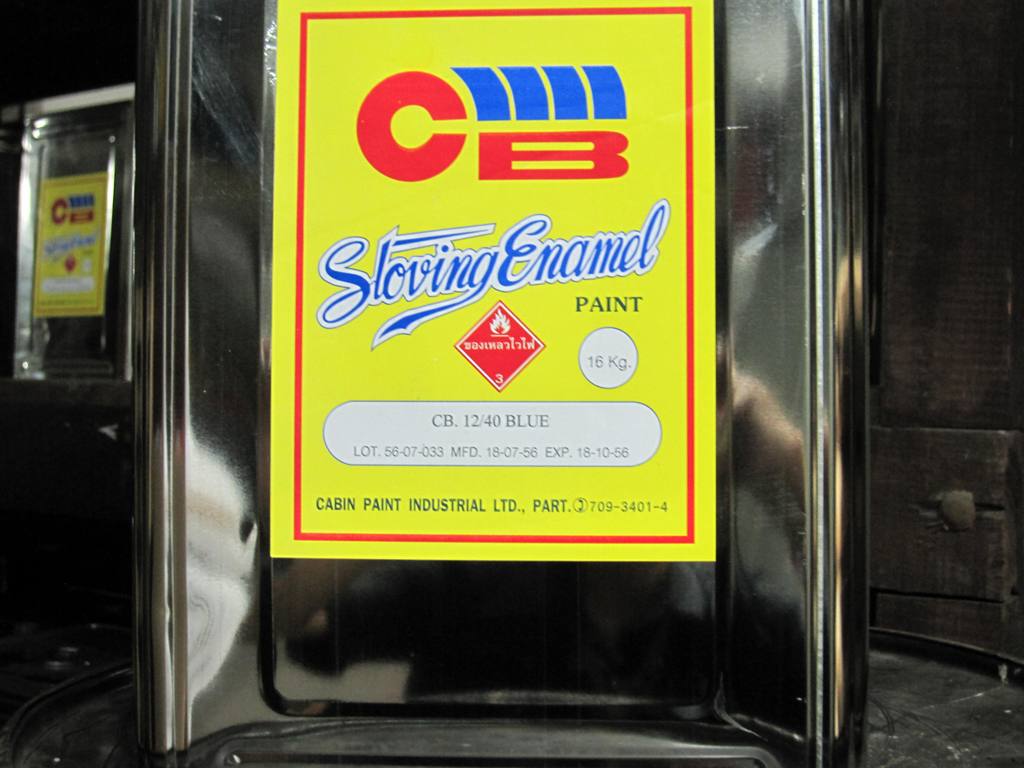 CB
Stoving Enamel
PAINT
ของเหลวไวไฟ
3
16 Kg.
CB. 12/40 BLUE
LOT. 56-07-033 MFD. 18-07-56 EXP. 18-10-56
CABIN PAINT INDUSTRIAL LTD., PART. 709-3401-4
CB